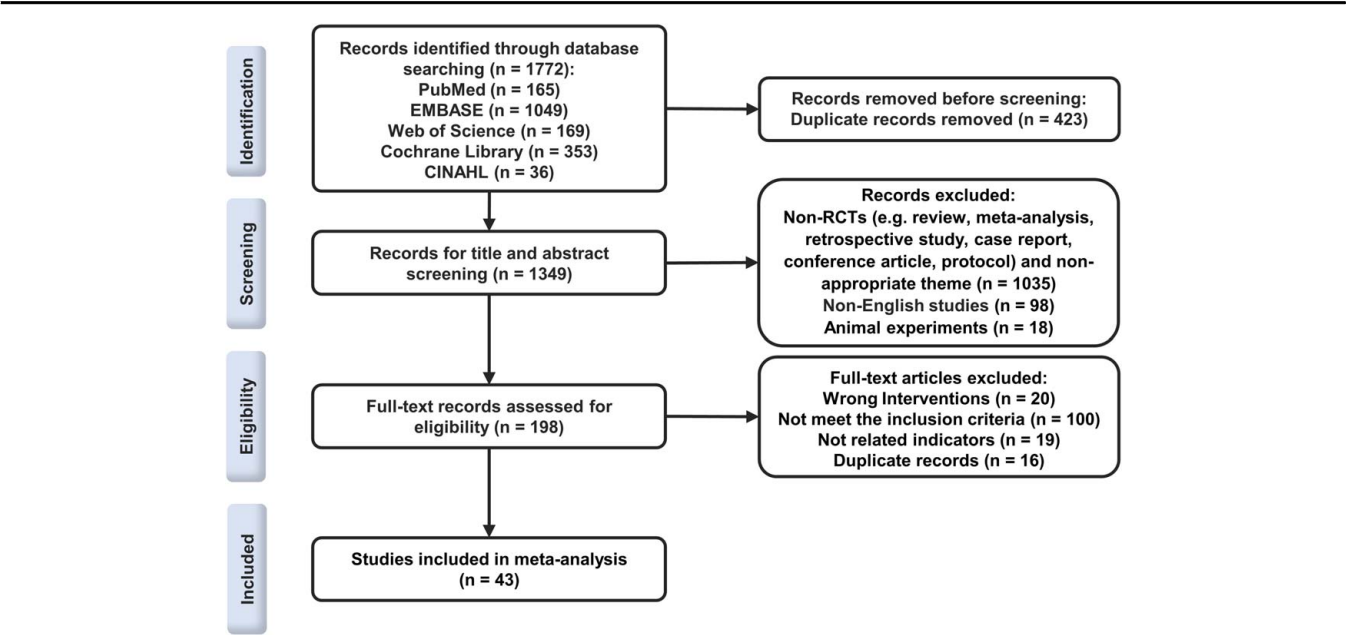 Identification
Records identified through database
searching (n = 1772):
PubMed (n = 165)
EMBASE (n = 1049)
Web of Science (n = 169)
Cochrane Library (n = 353)
CINAHL (n = 36)
Records removed before screening:
Duplicate records removed (n = 423)
Screening
Records for title and abstract
screening (n = 1349)
Records excluded:
Non-RCTs (e.g. review, meta-analysis,
retrospective study, case report,
conference article, protocol) and non-
appropriate theme (n = 1035)
Non-English studies (n = 98)
Animal experiments (n = 18)
Eligibility
Full-text records assessed for
eligibility (n = 198)
Full-text articles excluded:
Wrong Interventions (n = 20)
Not meet the inclusion criteria (n = 100)
Not related indicators (n = 19)
Duplicate records (n = 16)
Included
Studies included in meta-analysis
(n = 43)